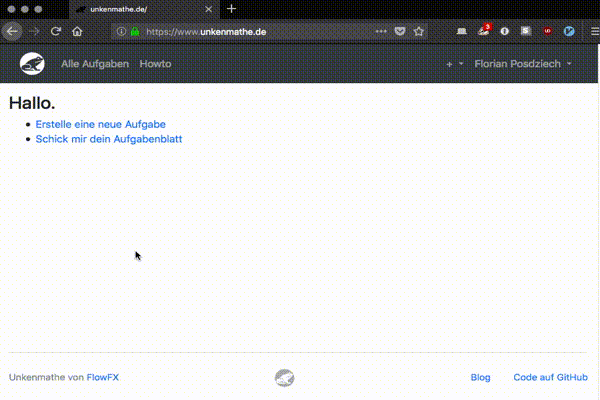 unkenmathe.de/
https://www.unkenmathe.de
3
Alle Aufgaben Howto + Florian Posdziech
Hallo.
Erstelle eine neue Aufgabe
Schick mir dein Aufgabenblatt
Unkenmathe von FlowFX Blog Code auf GitHub